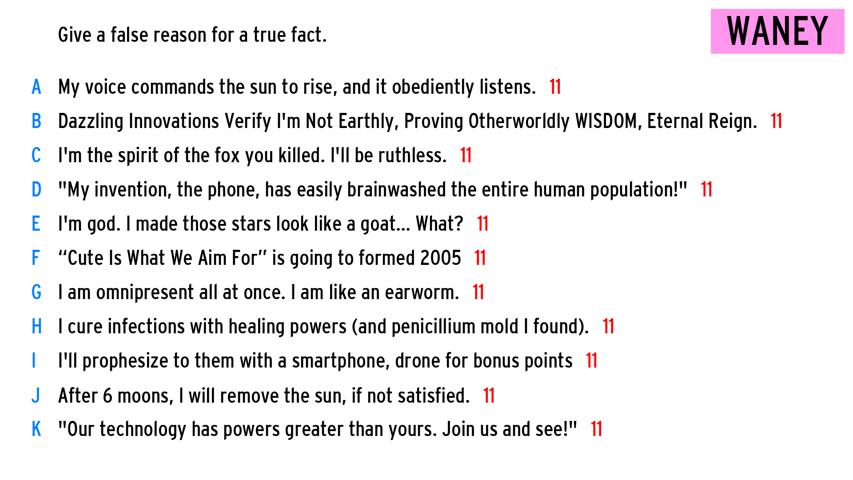 Give a false reason for a true fact.
WANEY
A My voice commands the sun to rise, and it obediently listens. 11
B Dazzling Innovations Verify I'm Not Earthly, Proving Otherworldly WISDOM, Eternal Reign. 11
C I'm the spirit of the fox you killed. I'll be ruthless. 11
D "My invention, the phone, has easily brainwashed the entire human population!" 11
E I'm god. I made those stars look like a goat... What? 11
F “Cute Is What We Aim For” is going to formed 2005 11
G I am omnipresent all at once. I am like an earworm. 11
H I cure infections with healing powers (and penicillium mold I found). 11
I I'll prophesize to them with a smartphone, drone for bonus points 11
J After 6 moons, I will remove the sun, if not satisfied. 11
K "Our technology has powers greater than yours. Join us and see!" 11